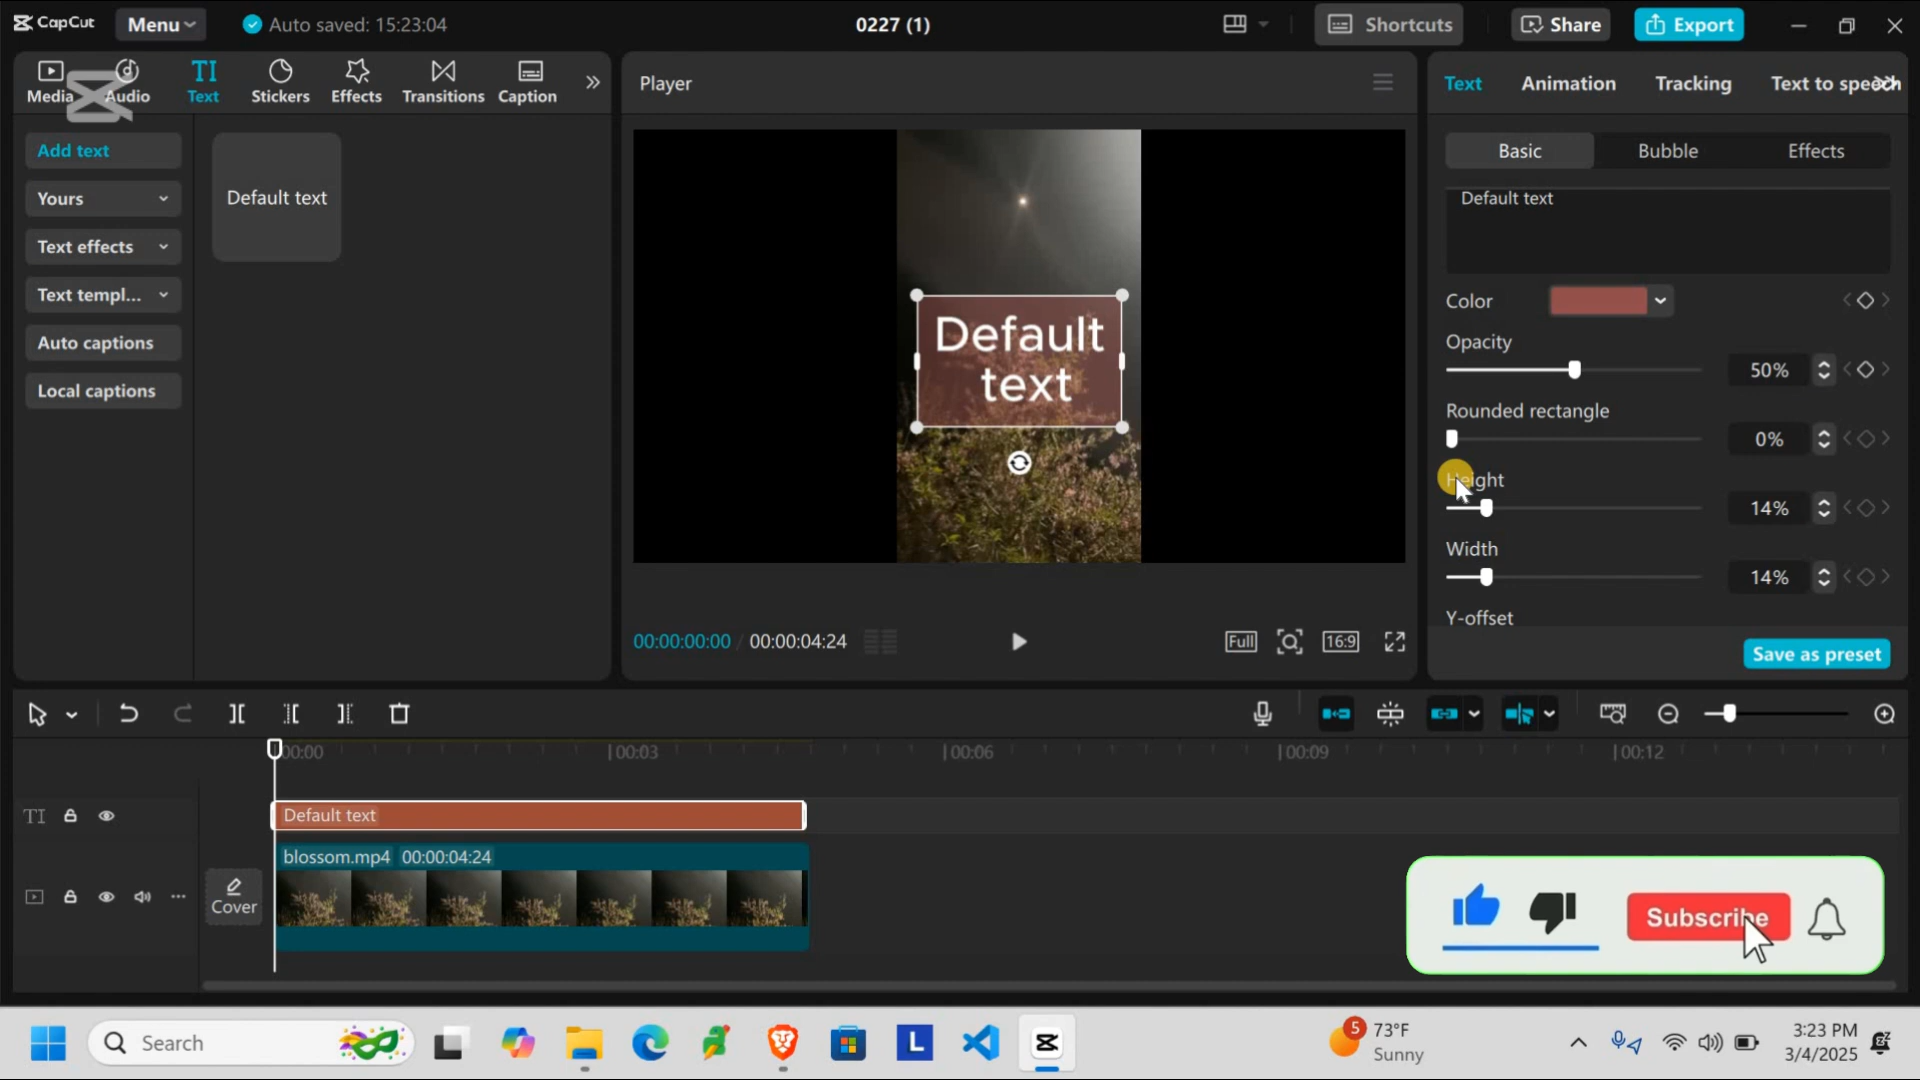 CapCut
Menu
Auto saved: 15:23:04
0227 (1)
Shortcuts
Share
Export
Media
Audio
TI
Text
Stickers
Effects
Transitions
Caption
Player
Text
Animation
Tracking
Text to speech
Add text
Yours
Text effects
Text templ...
Auto captions
Local captions
Default text
Default
text
Basic
Bubble
Effects
Default text
Color
Opacity
50%
Rounded rectangle
0%
Height
14%
Width
14%
Y-offset
Save as preset
00:00:00:00 / 00:00:04:24
Full
16:9
00:00
00:03
00:06
00:09
00:12
TI
Default text
blossom.mp4 00:00:04:24
Cover
Subscribe
Search
L
5
73°F
Sunny
3:23 PM
3/4/2025